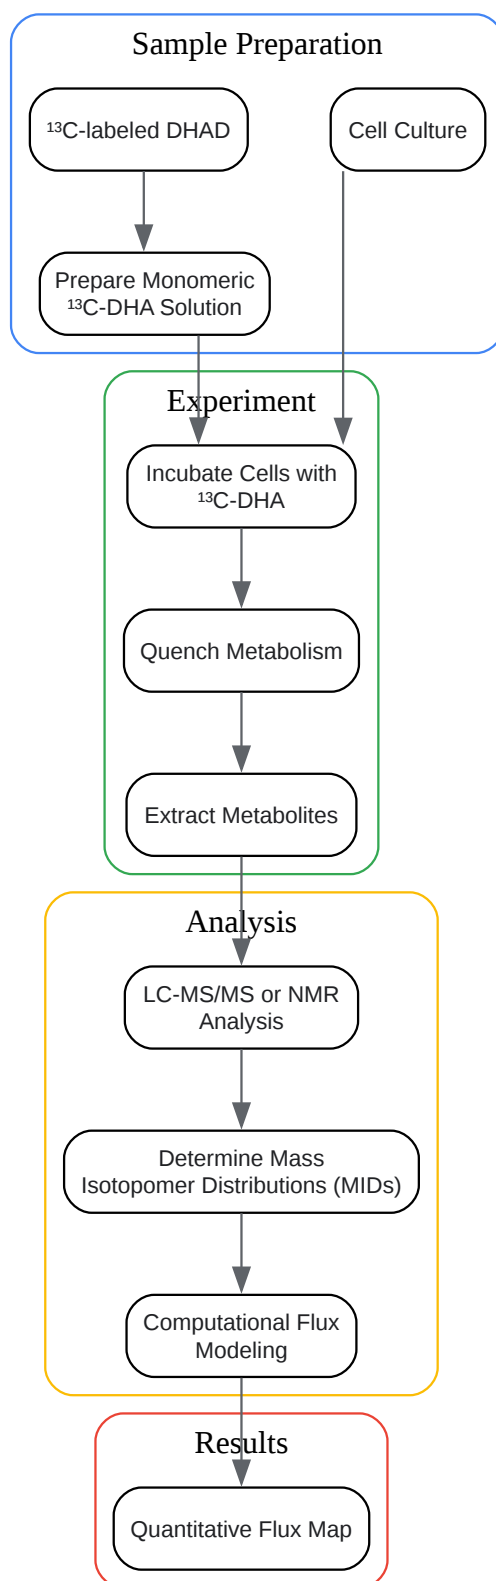 Sample Preparation
¹³C-labeled DHAD
Cell Culture
Prepare Monomeric
¹³C-DHA Solution
Experiment
Incubate Cells with
¹³C-DHA
Quench Metabolism
Extract Metabolites
Analysis
LC-MS/MS or NMR
Analysis
Determine Mass
Isotopomer Distributions (MIDs)
Computational Flux
Modeling
Results
Quantitative Flux Map